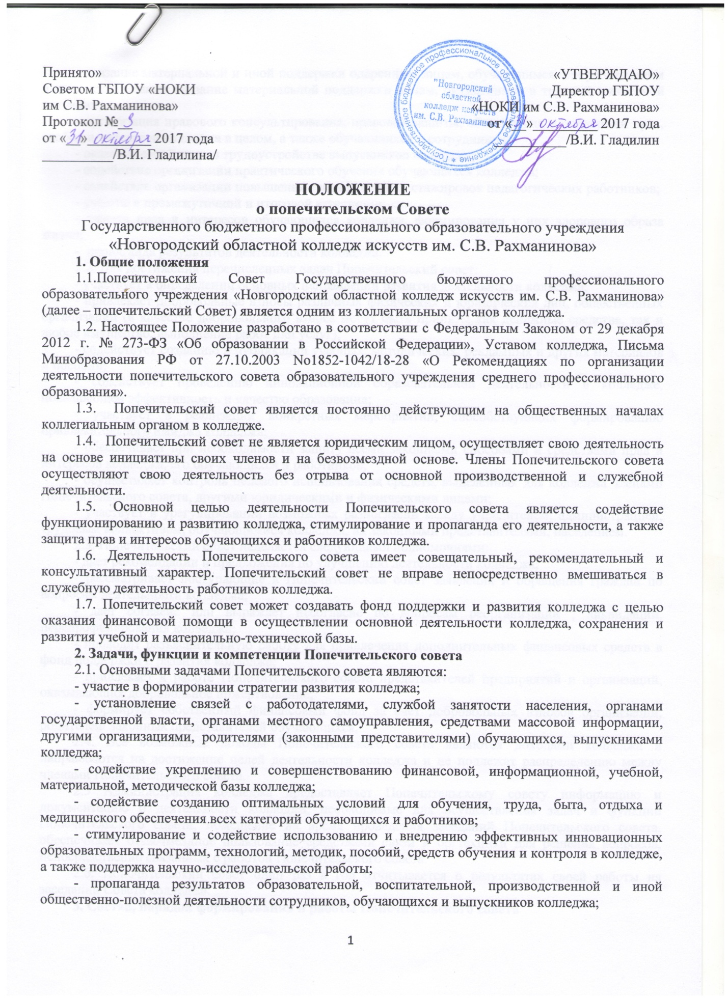 Принято»
Советом ГБПОУ «НОКИ
им С.В. Рахманинова»
Протокол № 3
от «31» октября 2017 года
__________/В.И. Гладилина/
«УТВЕРЖДАЮ»
Директор ГБПОУ
«НОКИ им С.В. Рахманинова»
от «31» октября 2017 года
/В.И. Гладилин
Государственное бюджетное профессиональное образовательное учреждение *
"Новгородский
областной
колледж искусств
им. С.В. Рахманинова"
ПОЛОЖЕНИЕ
о попечительском Совете
Государственного бюджетного профессионального образовательного учреждения
«Новгородский областной колледж искусств им. С.В. Рахманинова»
1. Общие положения
1.1.Попечительский Совет Государственного бюджетного профессионального
образовательного учреждения «Новгородский областной колледж искусств им. С.В. Рахманинова»
(далее – попечительский Совет) является одним из коллегиальных органов колледжа.
1.2. Настоящее Положение разработано в соответствии с Федеральным Законом от 29 декабря
2012 г. № 273-ФЗ «Об образовании в Российской Федерации», Уставом колледжа, Письма
Минобразования РФ от 27.10.2003 No1852-1042/18-28 «О Рекомендациях по организации
деятельности попечительского совета образовательного учреждения среднего профессионального
образования».
1.3. Попечительский совет является постоянно действующим на общественных началах
коллегиальным органом в колледже.
1.4. Попечительский совет не является юридическим лицом, осуществляет свою деятельность
на основе инициативы своих членов и на безвозмездной основе. Члены Попечительского совета
осуществляют свою деятельность без отрыва от основной производственной и служебной
деятельности.
1.5. Основной целью деятельности Попечительского совета является содействие
функционированию и развитию колледжа, стимулирование и пропаганда его деятельности, а также
защита прав и интересов обучающихся и работников колледжа.
1.6. Деятельность Попечительского совета имеет совещательный, рекомендательный и
консультативный характер. Попечительский совет не вправе непосредственно вмешиваться в
служебную деятельность работников колледжа.
1.7. Попечительский совет может создавать фонд поддержки и развития колледжа с целью
оказания финансовой помощи в осуществлении основной деятельности колледжа, сохранения и
развития учебной и материально-технической базы.
2. Задачи, функции и компетенции Попечительского совета
2.1. Основными задачами Попечительского совета являются:
- участие в формировании стратегии развития колледжа;
- установление связей с работодателями, службой занятости населения, органами
государственной власти, органами местного самоуправления, средствами массовой информации,
другими организациями, родителями (законными представителями) обучающихся, выпускниками
колледжа;
- содействие укреплению и совершенствованию финансовой, информационной, учебной,
материальной, методической базы колледжа;
- содействие созданию оптимальных условий для обучения, труда, быта, отдыха и
медицинского обеспечения всех категорий обучающихся и работников;
- стимулирование и содействие использованию и внедрению эффективных инновационных
образовательных программ, технологий, методик, пособий, средств обучения и контроля в колледже,
а также поддержка научно-исследовательской работы;
- пропаганда результатов образовательной, воспитательной, производственной и иной
общественно-полезной деятельности сотрудников, обучающихся и выпускников колледжа;
1